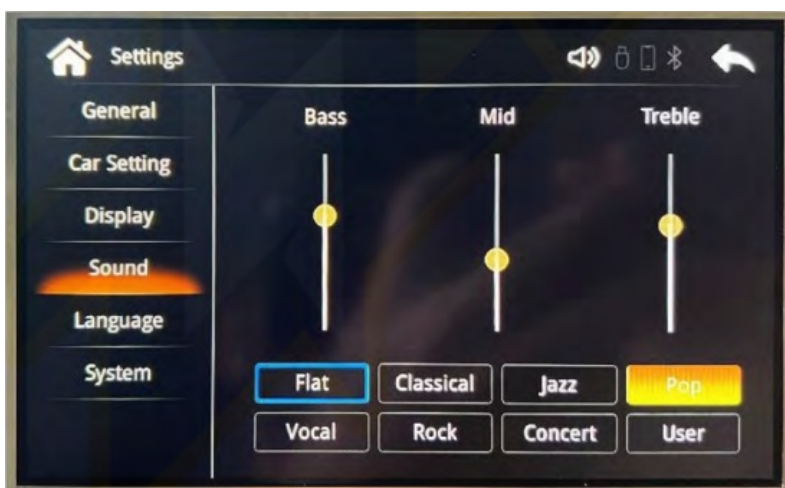 Settings
General
Car Setting
Display
Sound
Language
System
Bass Mid Treble
Flat Classical Jazz Pop
Vocal Rock Concert User